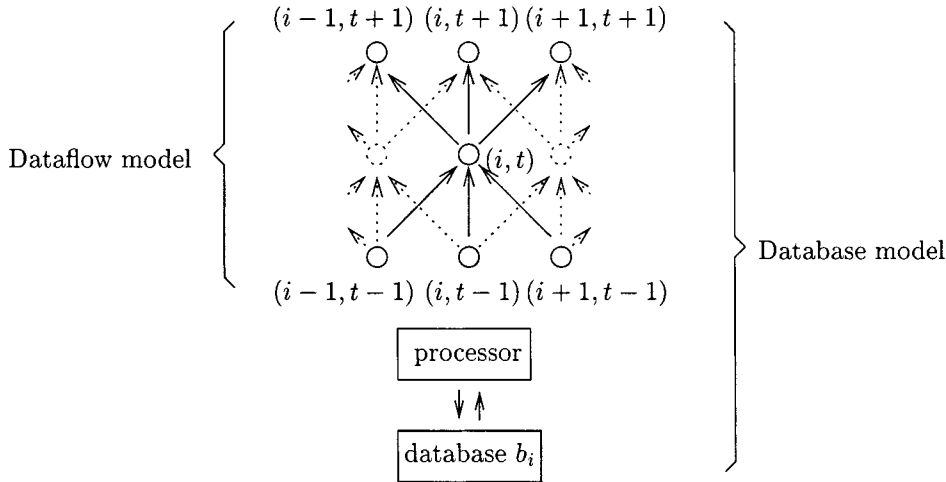 (i − 1, t + 1) (i, t + 1) (i + 1, t + 1)
Dataflow model
(i, t)
Database model
(i − 1, t − 1) (i, t − 1) (i + 1, t − 1)
processor
database b_i